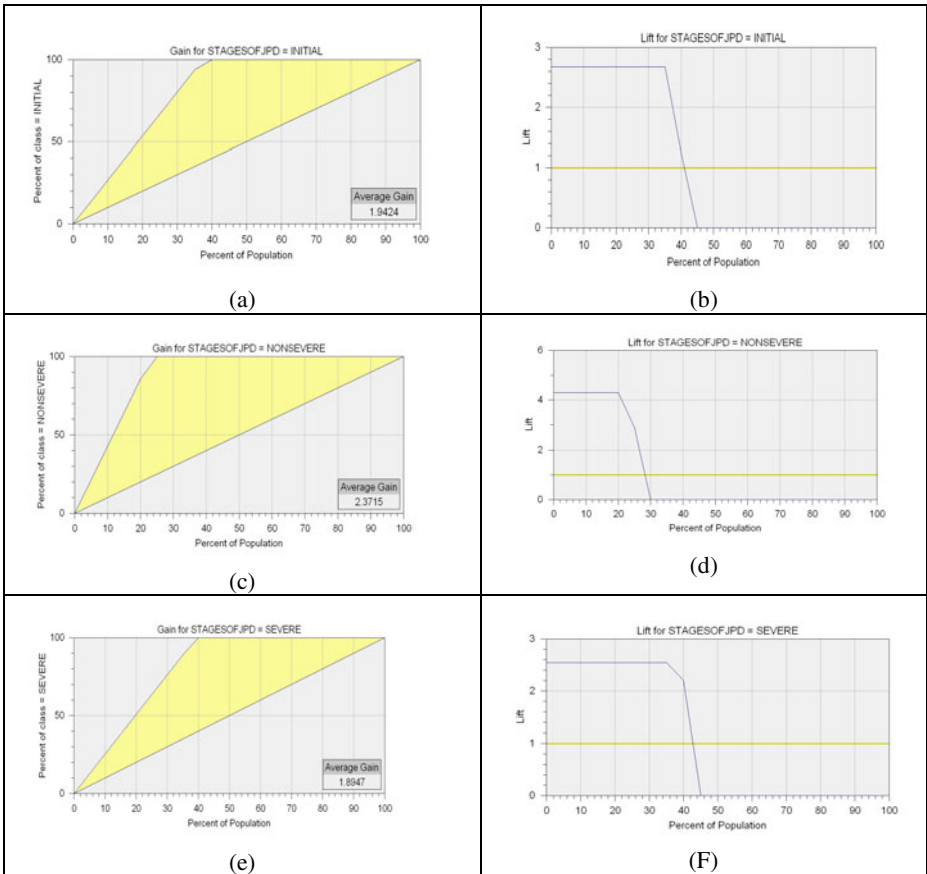 Gain for STAGESOFJPD = INITIAL
Percent of class = INITIAL
100
50
0
0 10 20 30 40 50 60 70 80 90 100
Percent of Population
Average Gain
1.9424
(a)
Lift for STAGESOFJPD = INITIAL
Lift
3
2
1
0
0 10 20 30 40 50 60 70 80 90 100
Percent of Population
(b)
Gain for STAGESOFJPD = NONSEVERE
Percent of class = NONSEVERE
100
50
0
0 10 20 30 40 50 60 70 80 90 100
Percent of Population
Average Gain
2.3715
(c)
Lift for STAGESOFJPD = NONSEVERE
Lift
6
4
2
0
0 10 20 30 40 50 60 70 80 90 100
Percent of Population
(d)
Gain for STAGESOFJPD = SEVERE
Percent of class = SEVERE
100
50
0
0 10 20 30 40 50 60 70 80 90 100
Percent of Population
Average Gain
1.8947
(e)
Lift for STAGESOFJPD = SEVERE
Lift
3
2
1
0
0 10 20 30 40 50 60 70 80 90 100
Percent of Population
(F)